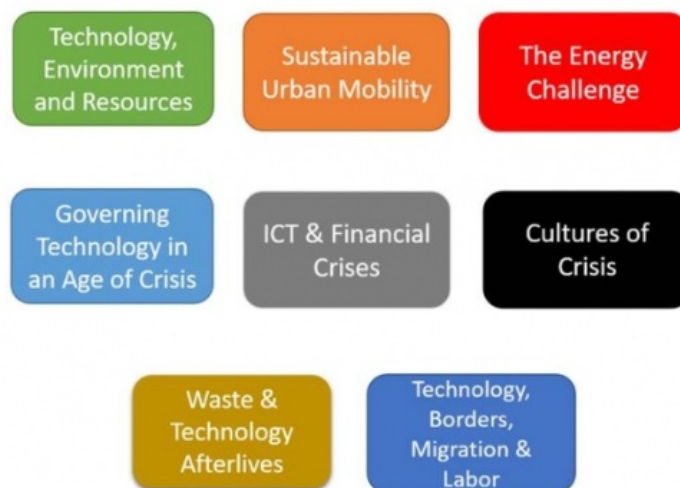 Technology,
Environment
and Resources
Sustainable
Urban Mobility
The Energy
Challenge
Governing
Technology in
an Age of Crisis
ICT & Financial
Crises
Cultures of
Crisis
Waste &
Technology
Afterlives
Technology,
Borders,
Migration &
Labor